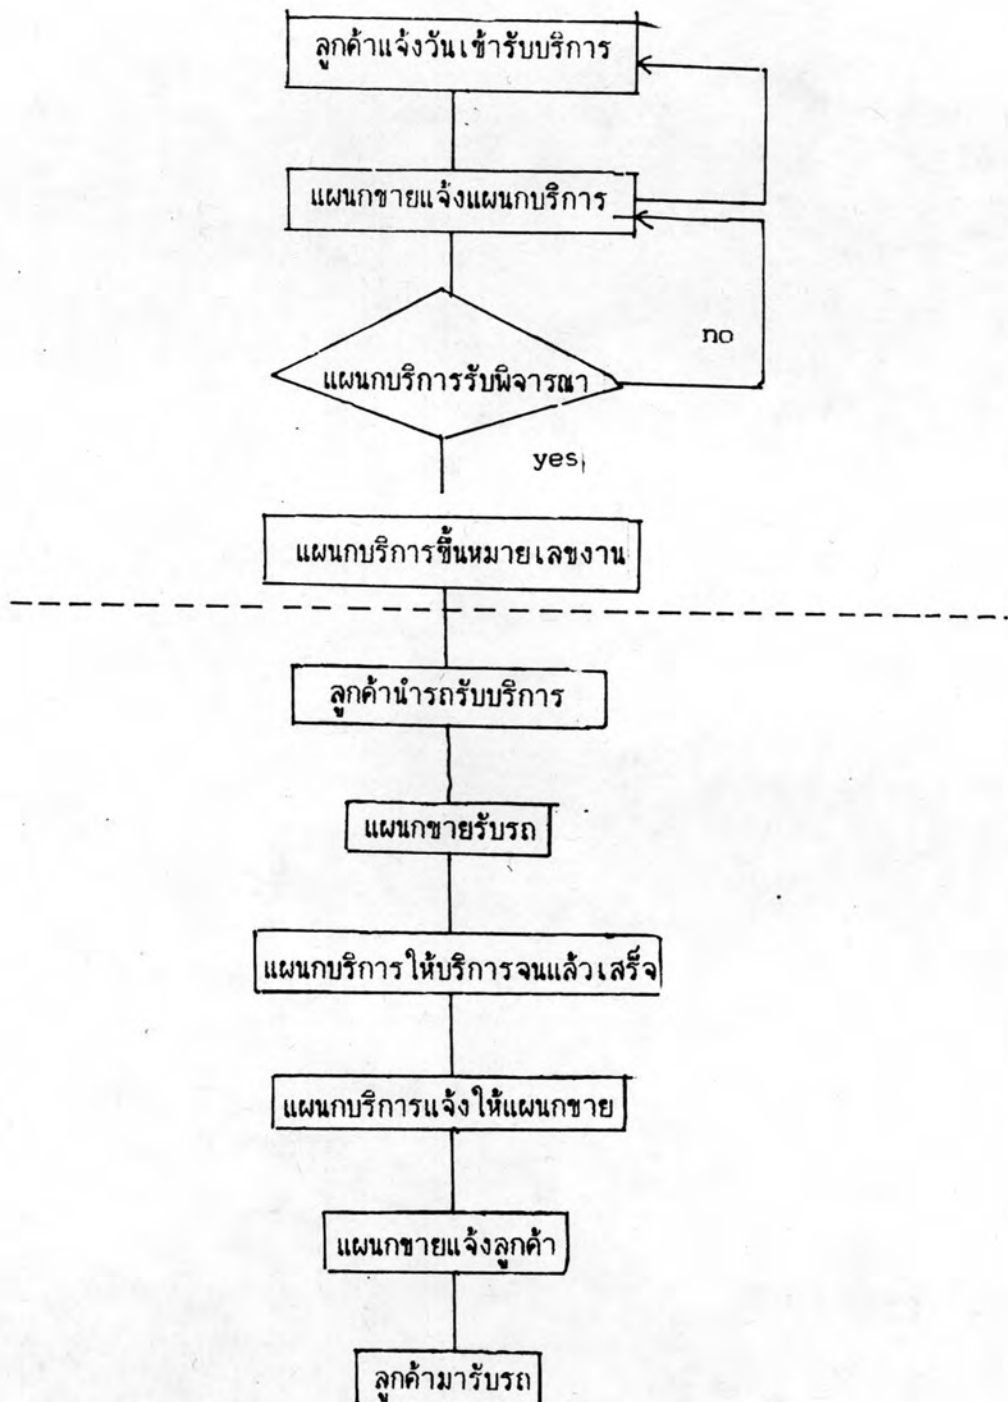 ลูกค้าแจ้งวันเข้ารับบริการ
แผนกขายแจ้งแผนกบริการ
no
แผนกบริการรับพิจารณา
yes
แผนกบริการขึ้นหมายเลขงาน
ลูกค้านำรถรับบริการ
แผนกขายรับรถ
แผนกบริการให้บริการจนแล้วเสร็จ
แผนกบริการแจ้งให้แผนกขาย
แผนกขายแจ้งลูกค้า
ลูกค้ามารับรถ